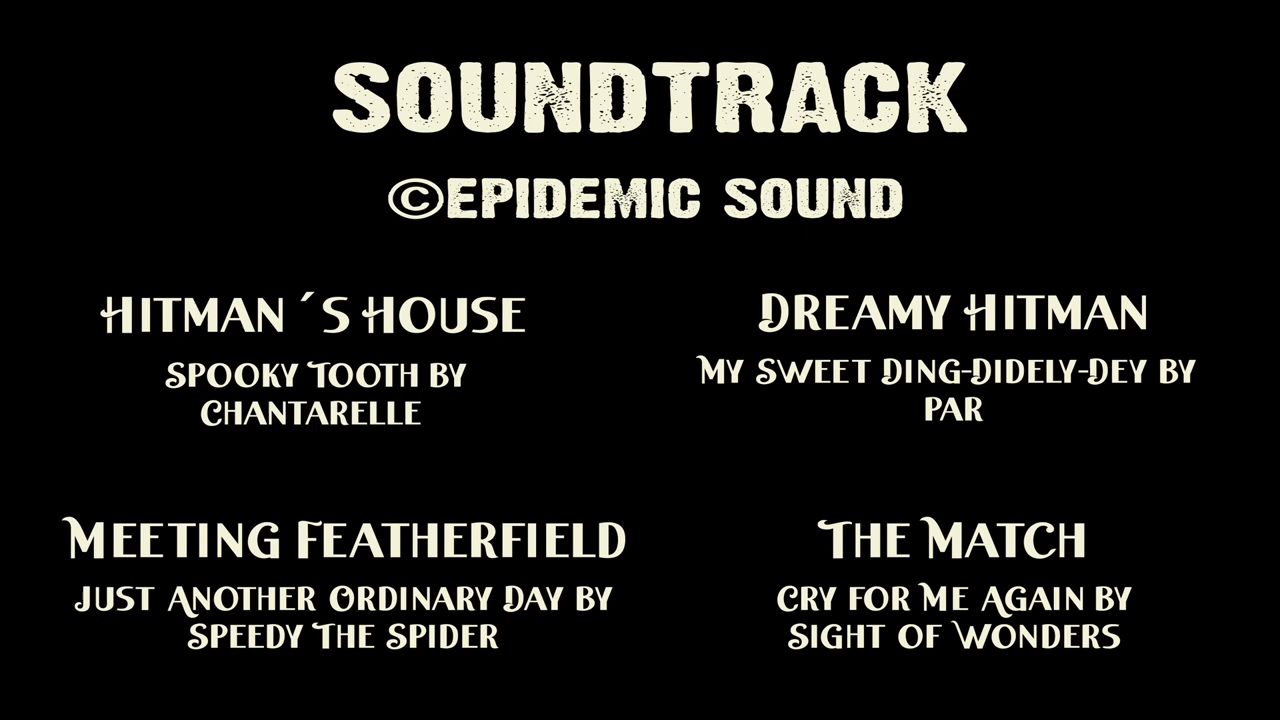 SOUNDTRACK
©EPIDEMIC SOUND
HITMAN ´S HOUSE
SPOOKY TOOTH BY
CHANTARELLE
DREAMY HITMAN
MY SWEET DING-DIDELY-DEY BY
PAR
MEETING FEATHERFIELD
JUST ANOTHER ORDINARY DAY BY
SPEEDY THE SPIDER
THE MATCH
CRY FOR ME AGAIN BY
SIGHT OF WONDERS